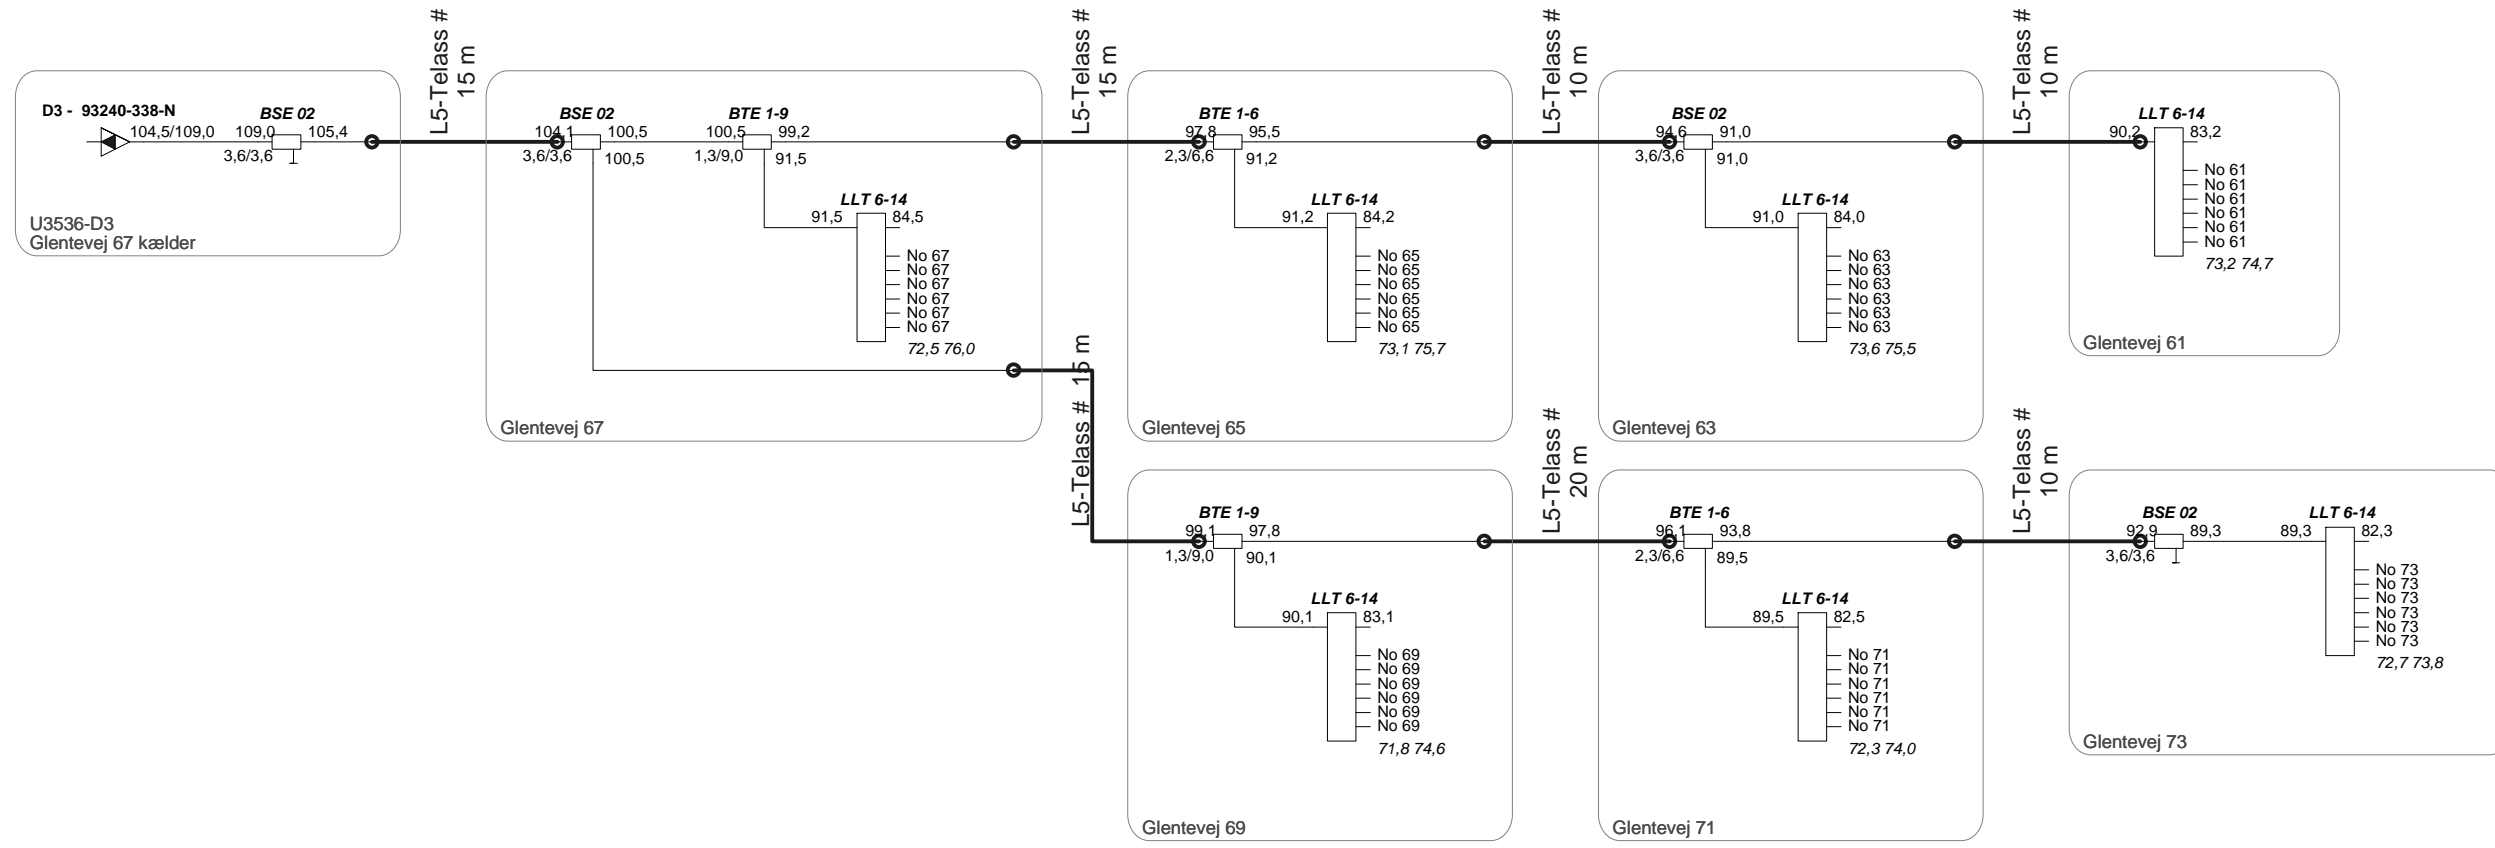 L5-Telass #
15 m
L5-Telass #
15 m
L5-Telass #
10 m
L5-Telass #
10 m
D3 - 93240-338-N
104,5/109,0
BSE 02
109,0
105,4
3,6/3,6
U3536-D3
Glentevej 67 kælder
BSE 02
104,1
100,5
3,6/3,6
100,5
BTE 1-9
100,5
99,2
1,3/9,0
91,5
LLT 6-14
91,5
84,5
No 67
No 67
No 67
No 67
No 67
No 67
72,5 76,0
Glentevej 67
BTE 1-6
97,8
95,5
2,3/6,6
91,2
LLT 6-14
91,2
84,2
No 65
No 65
No 65
No 65
No 65
No 65
73,1 75,7
Glentevej 65
BSE 02
94,6
91,0
3,6/3,6
91,0
LLT 6-14
91,0
84,0
No 63
No 63
No 63
No 63
No 63
No 63
73,6 75,5
Glentevej 63
LLT 6-14
90,2
83,2
No 61
No 61
No 61
No 61
No 61
No 61
73,2 74,7
Glentevej 61
L5-Telass # 15 m
L5-Telass #
20 m
L5-Telass #
10 m
BTE 1-9
99,1
97,8
1,3/9,0
90,1
LLT 6-14
90,1
83,1
No 69
No 69
No 69
No 69
No 69
No 69
71,8 74,6
Glentevej 69
BTE 1-6
96,1
93,8
2,3/6,6
89,5
LLT 6-14
89,5
82,5
No 71
No 71
No 71
No 71
No 71
No 71
72,3 74,0
Glentevej 71
BSE 02
92,9
89,3
3,6/3,6
LLT 6-14
89,3
82,3
No 73
No 73
No 73
No 73
No 73
No 73
72,7 73,8
Glentevej 73